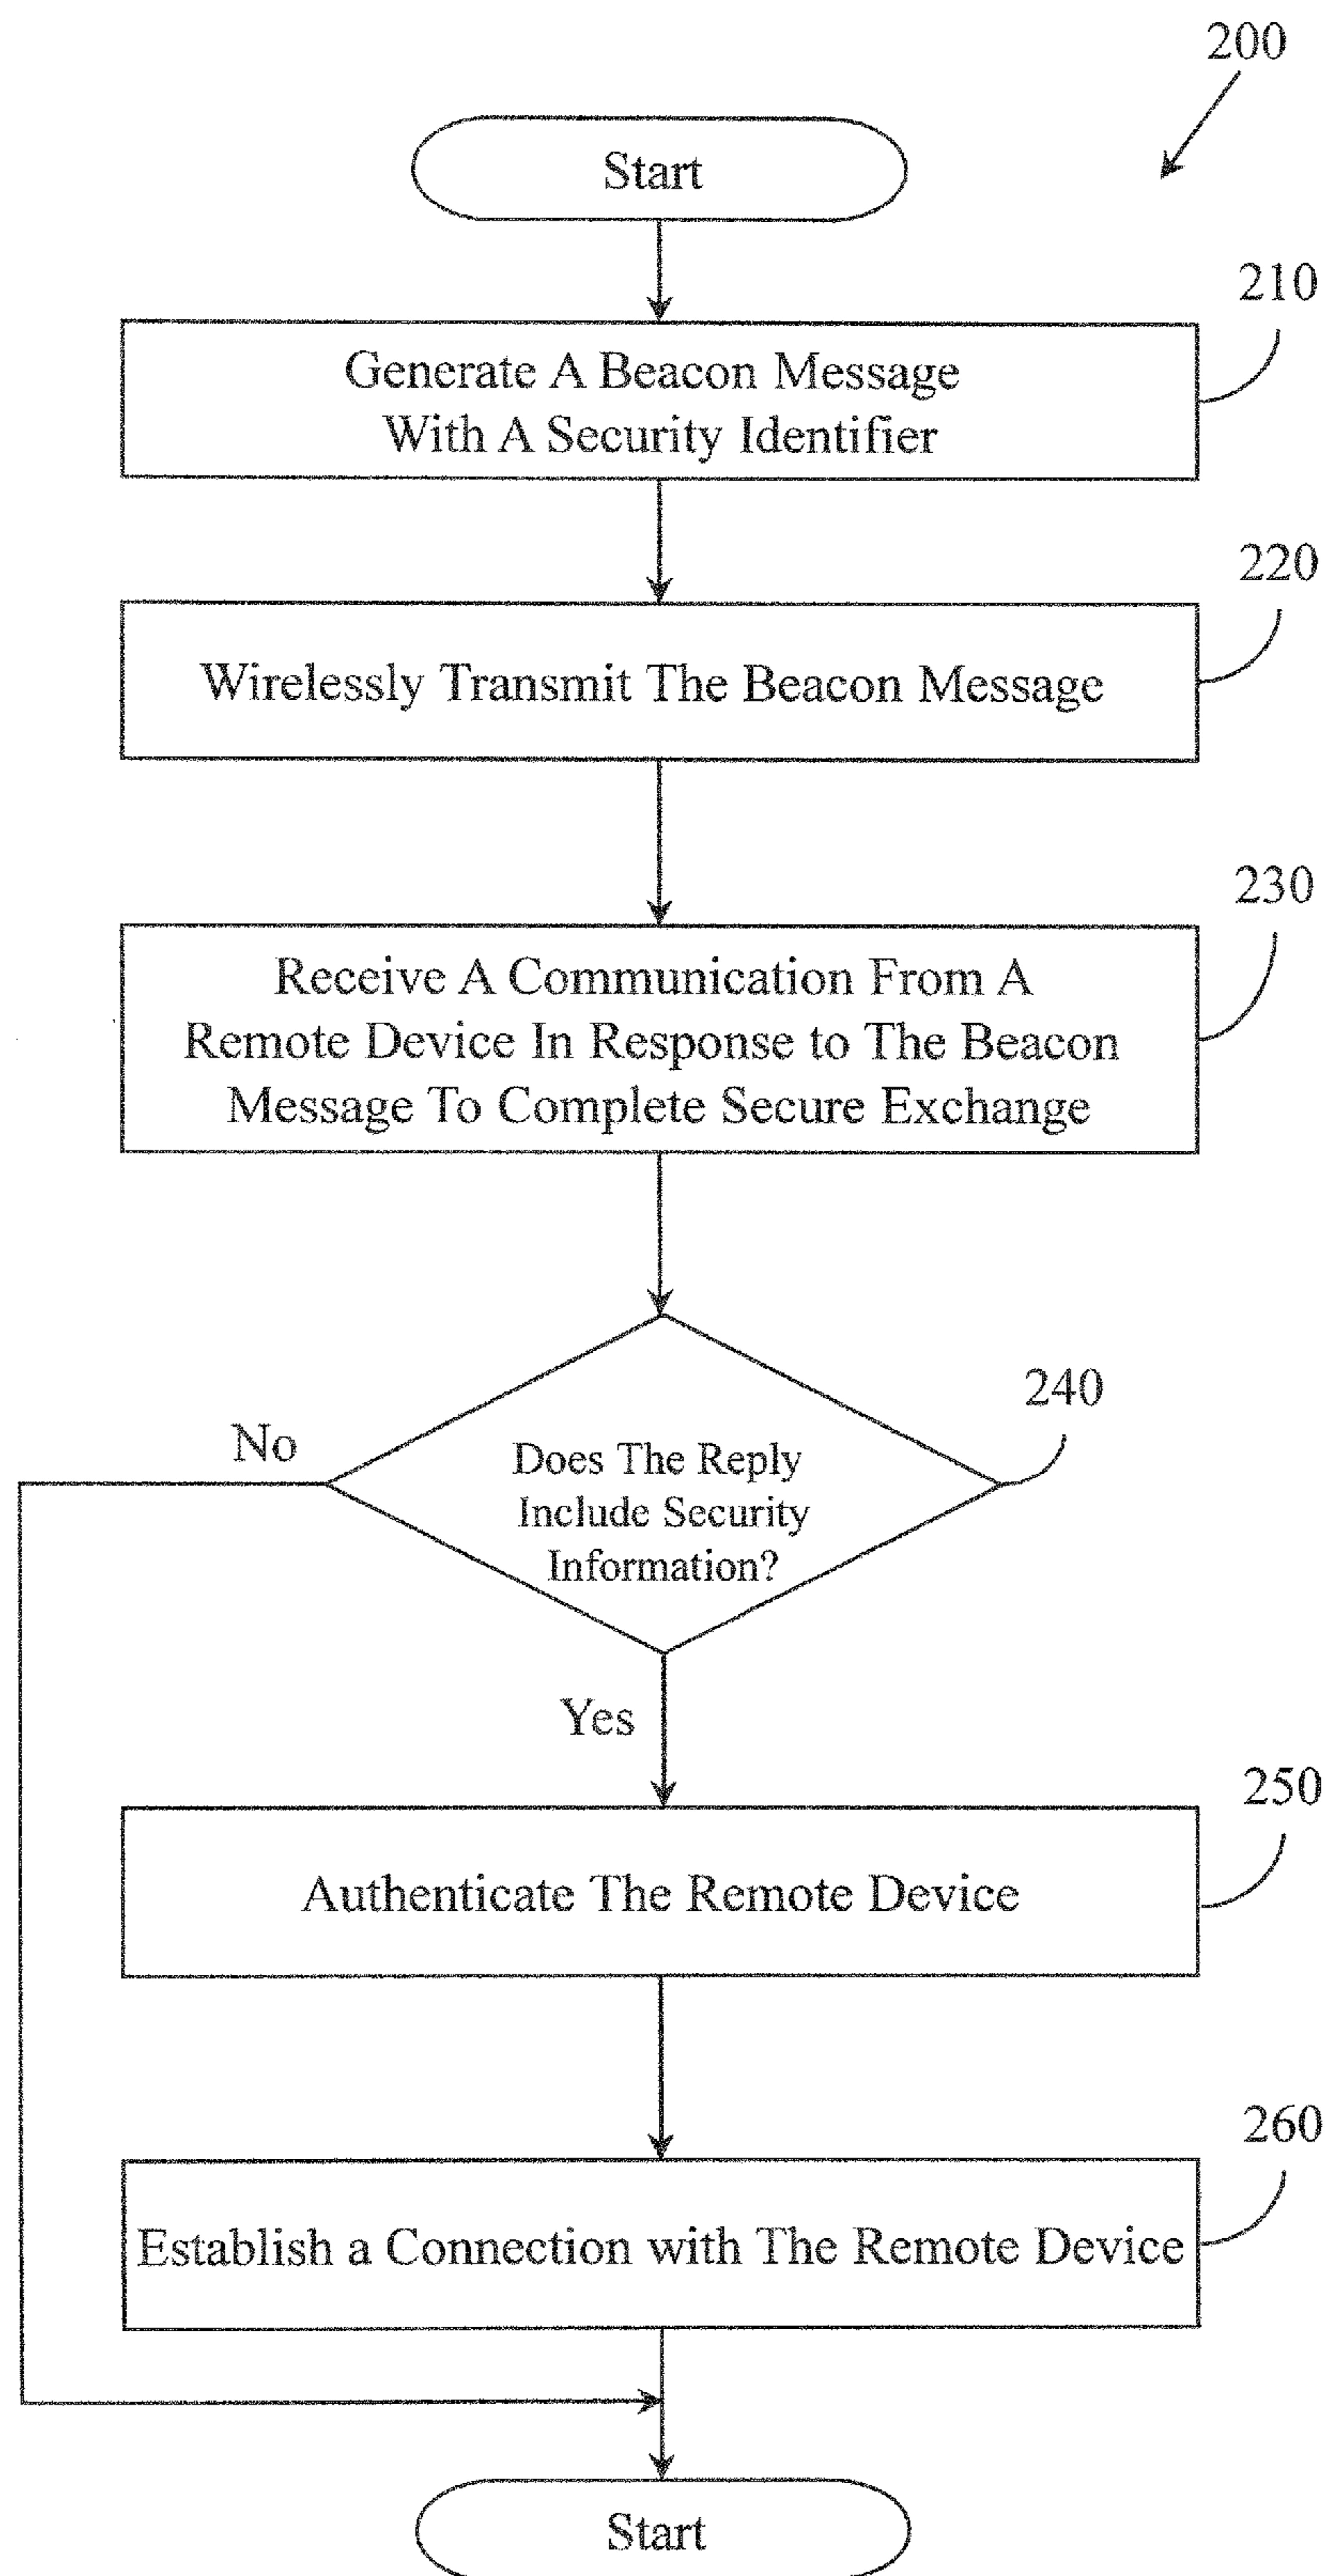 200
Start
210
Generate A Beacon Message
With A Security Identifier
220
Wirelessly Transmit The Beacon Message
230
Receive A Communication From A
Remote Device In Response to The Beacon
Message To Complete Secure Exchange
240
No
Does The Reply
Include Security
Information?
Yes
250
Authenticate The Remote Device
260
Establish a Connection with The Remote Device
Start